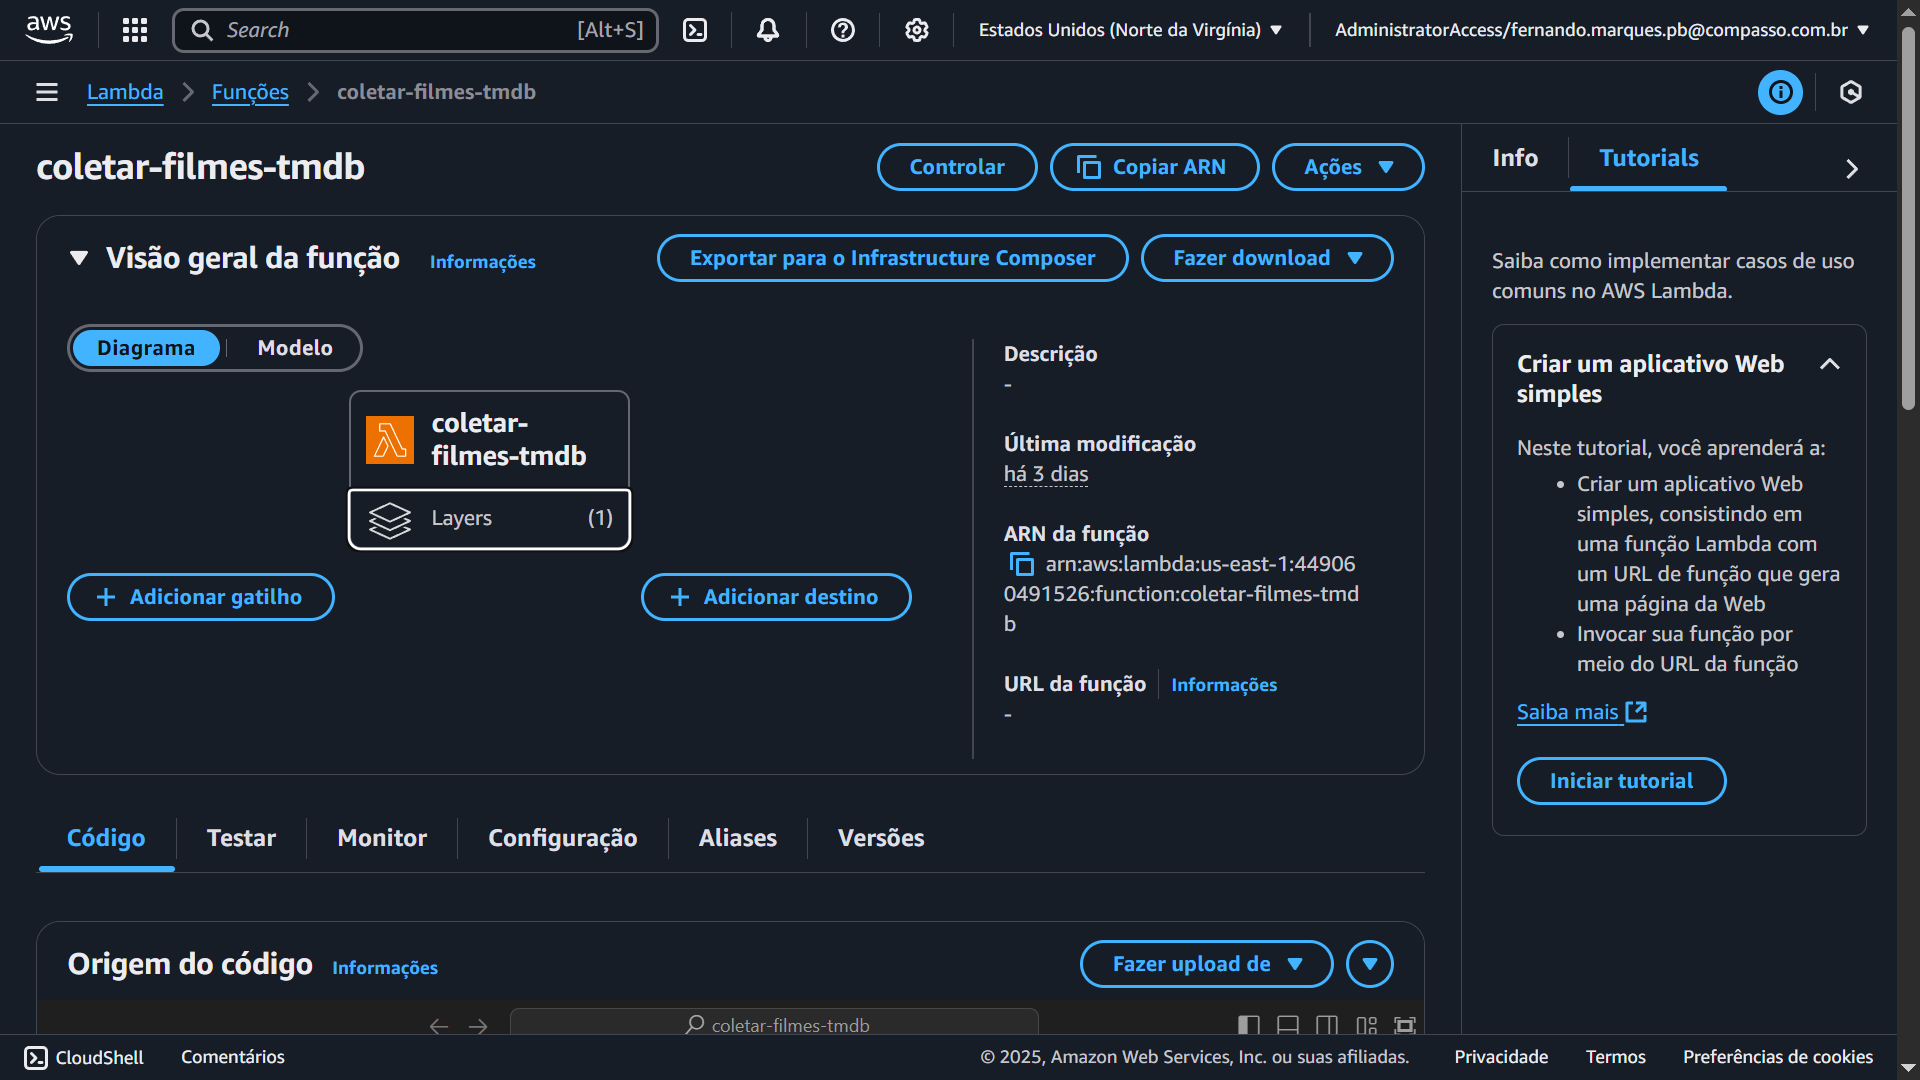 aws
Search
[Alt+S]
Estados Unidos (Norte da Virgínia)
AdministratorAccess/fernando.marques.pb@compasso.com.br
Lambda
Funções
coletar-filmes-tmdb
coletar-filmes-tmdb
Controlar
Copiar ARN
Ações
Visão geral da função
Informações
Exportar para o Infrastructure Composer
Fazer download
Diagrama
Modelo
coletar-
filmes-tmdb
Layers
(1)
Adicionar gatilho
Adicionar destino
Descrição
-
Última modificação
há 3 dias
ARN da função
arn:aws:lambda:us-east-1:44906
0491526:function:coletar-filmes-tmd
b
URL da função
Informações
-
Código
Testar
Monitor
Configuração
Aliases
Versões
Origem do código
Informações
Fazer upload de
coletar-filmes-tmdb
Info
Tutorials
Saiba como implementar casos de uso
comuns no AWS Lambda.
Criar um aplicativo Web
simples
Neste tutorial, você aprenderá a:
• Criar um aplicativo Web
simples, consistindo em
uma função Lambda com
um URL de função que gera
uma página da Web
• Invocar sua função por
meio do URL da função
Saiba mais
Iniciar tutorial
CloudShell
Comentários
© 2025, Amazon Web Services, Inc. ou suas afiliadas.
Privacidade
Termos
Preferências de cookies